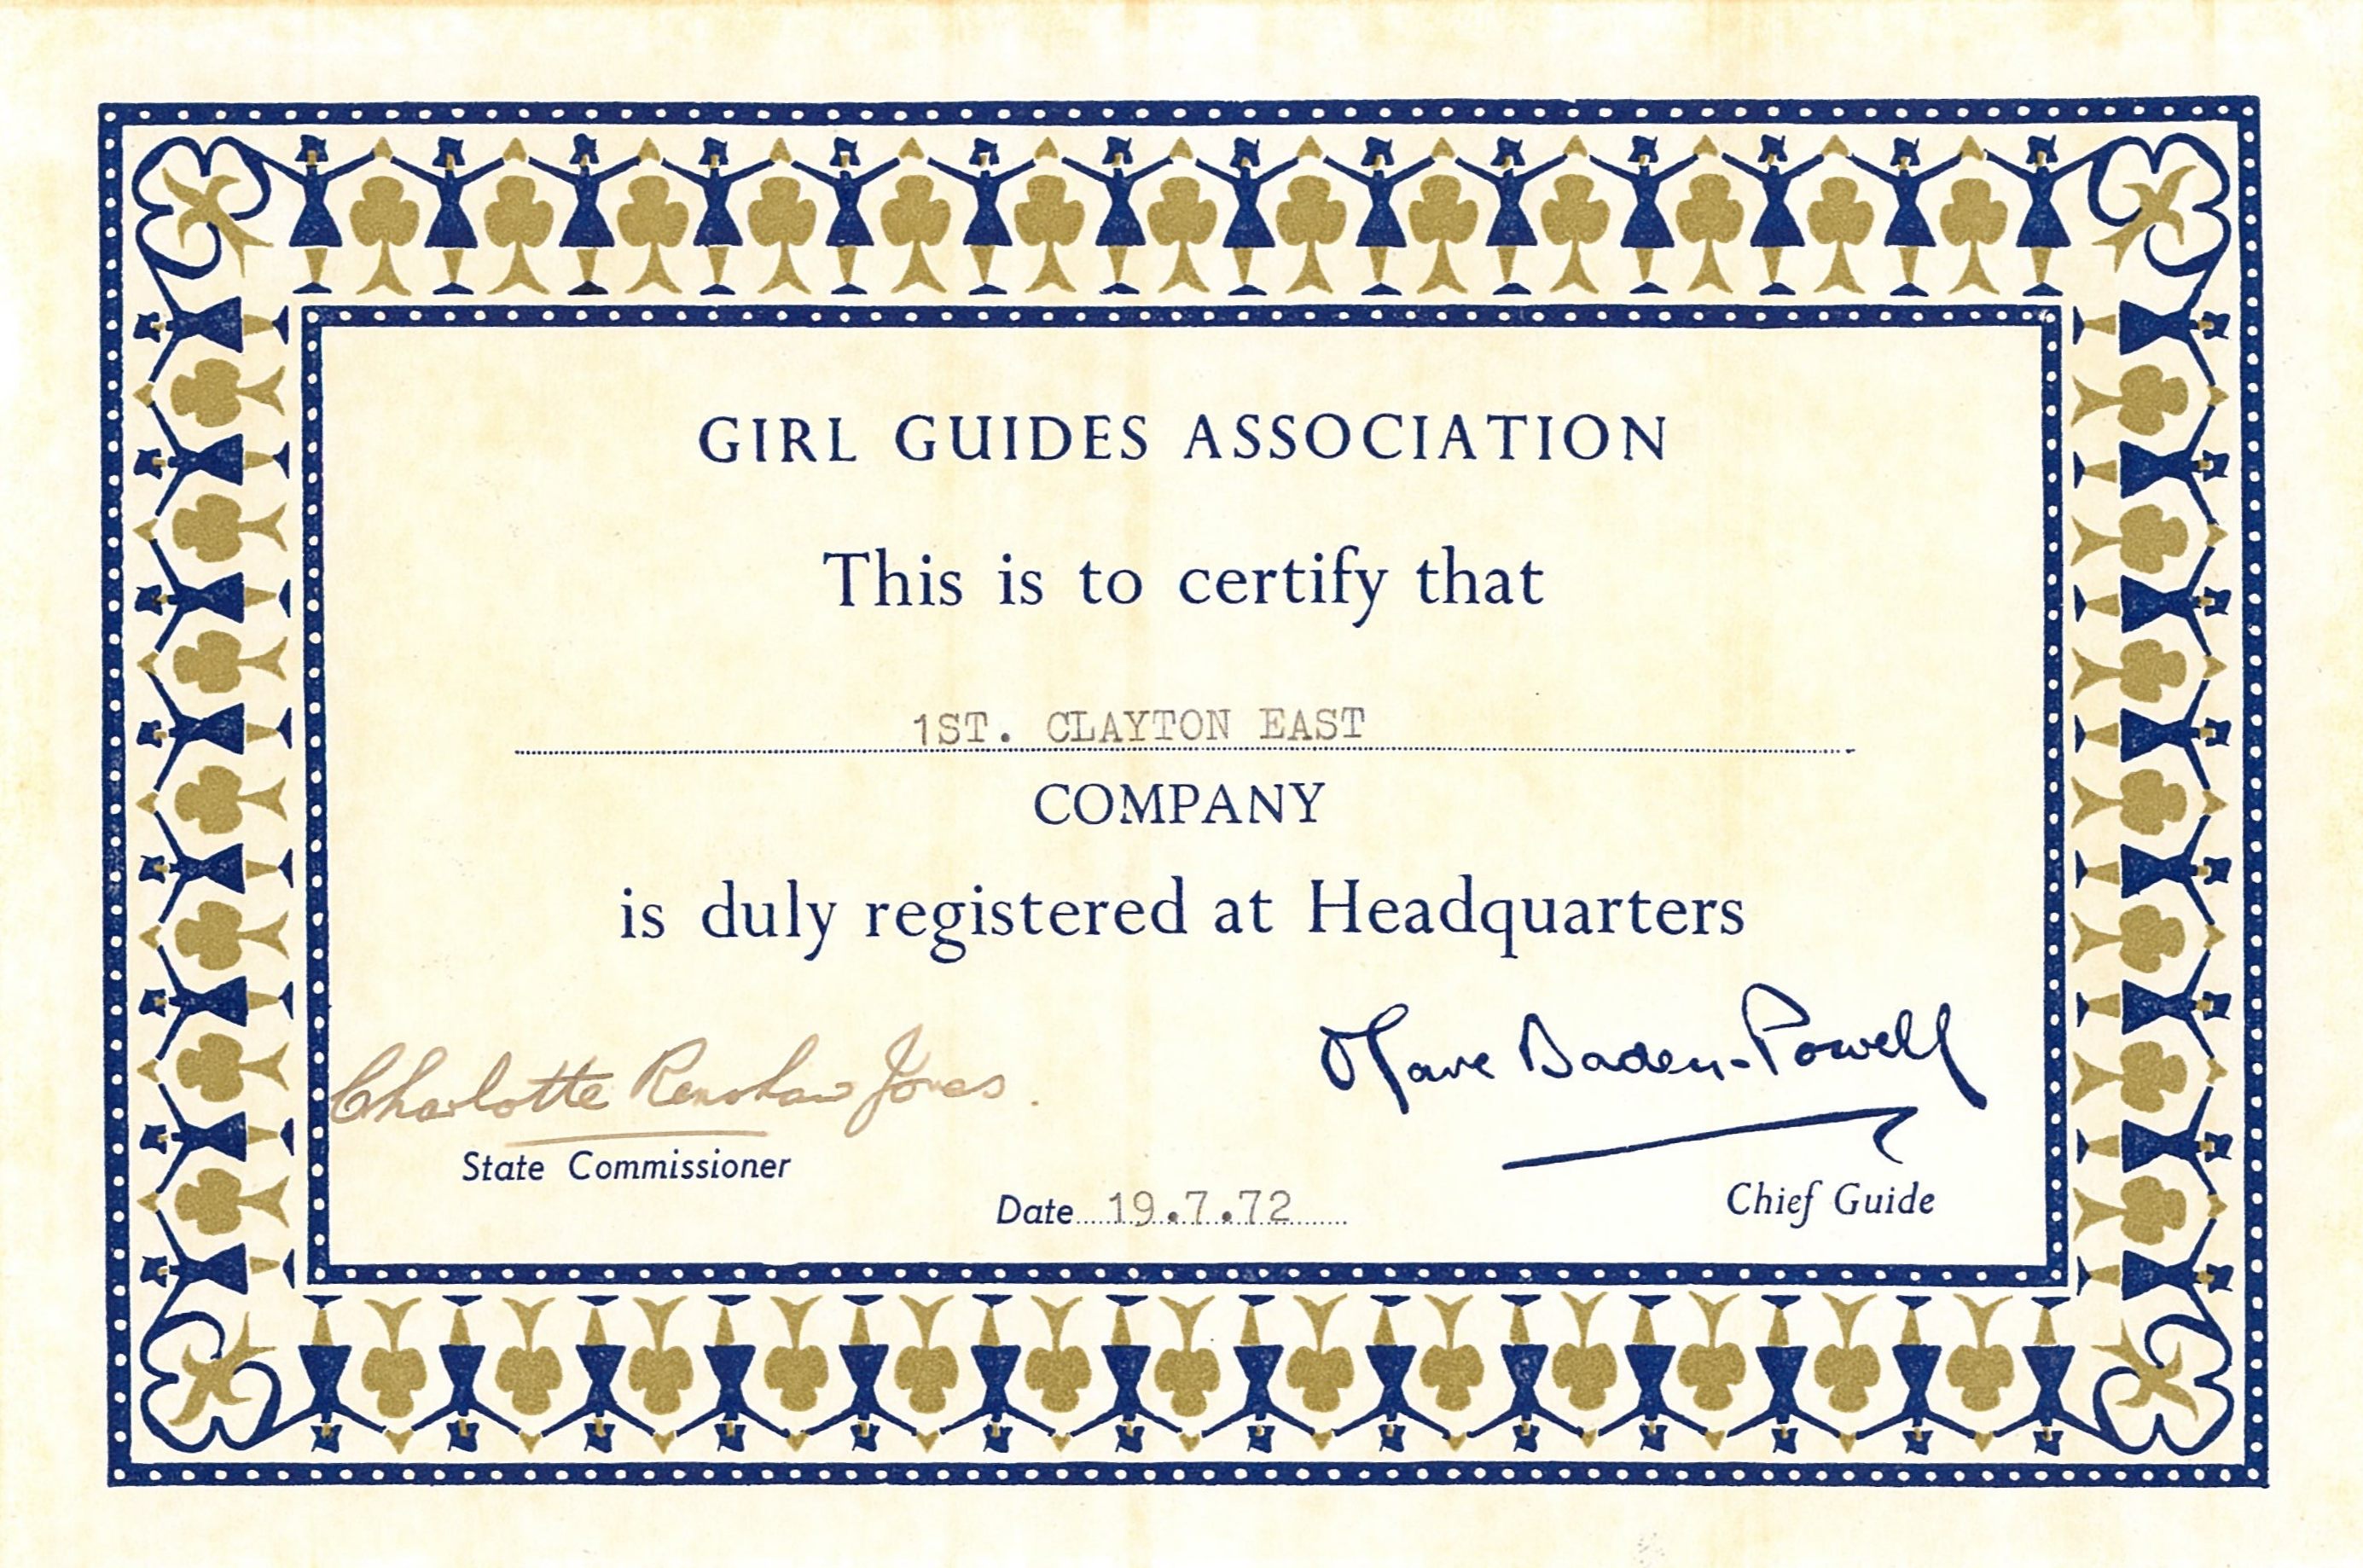 GIRL GUIDES ASSOCIATION
This is to certify that
1ST. CLAYTON EAST
COMPANY
is duly registered at Headquarters
Charlotte Renshaw Jones.
Olave Baden-Powell
State Commissioner
Chief Guide
Date 19.7.72